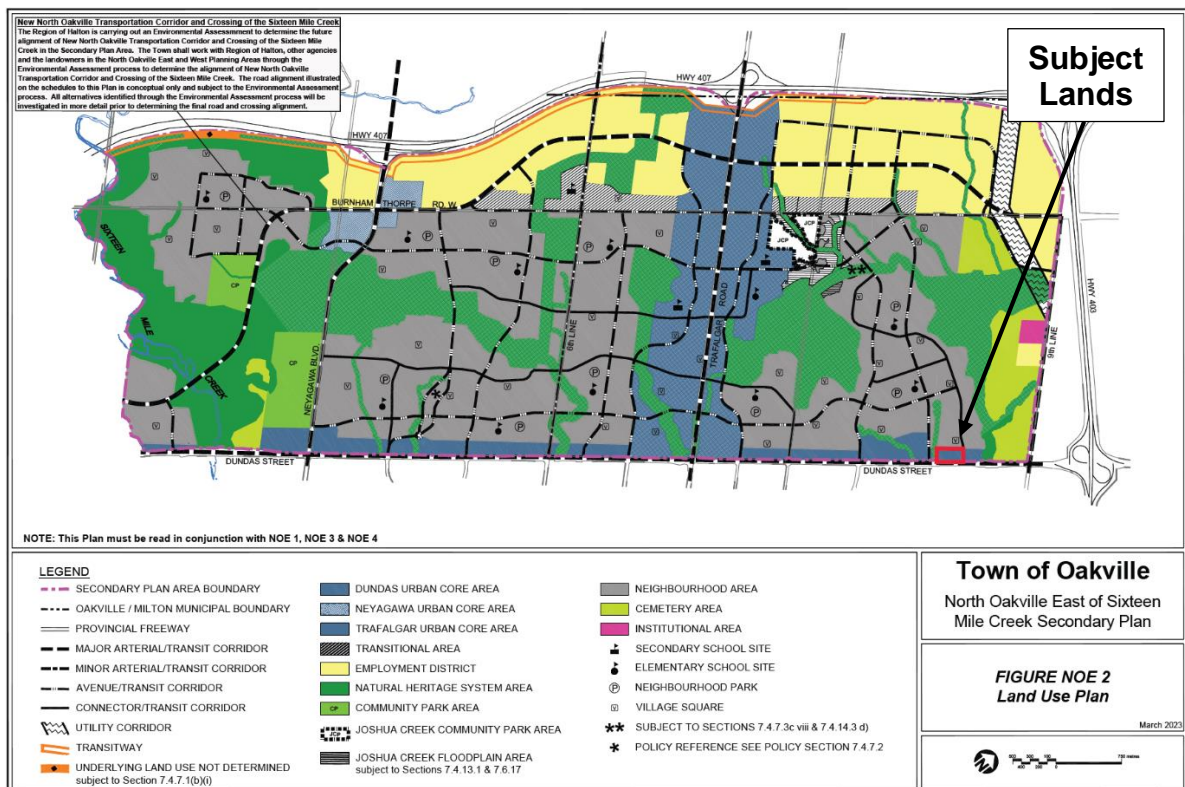 New North Oakville Transportation Corridor and Crossing of the Sixteen Mile Creek
The Region of Halton is carrying out an Environmental Assessment to determine the future
alignment of New North Oakville Transportation Corridor and Crossing of the Sixteen Mile
Creek in the Secondary Plan Area. The Town shall work with Region of Halton, other agencies
and the landowners in the North Oakville East and West Planning Areas through the
Environmental Assessment process to determine the alignment of New North Oakville
Transportation Corridor and Crossing of the Sixteen Mile Creek. The road alignment illustrated
on the schedules to this Plan is conceptual only and subject to the Environmental Assessment
process. All alternatives identified through the Environmental Assessment process will be
investigated in more detail prior to determining the final road and crossing alignment.
Subject
Lands
HWY 407
HWY 407
BURNHAM THORPE RD. W.
SIXTEEN
MILE
CREEK
NEYAGAWA BLVD.
6th LINE
TRAFALGAR ROAD
9th LINE
HWY 403
JCP
JCP
CP
CP
DUNDAS STREET
DUNDAS STREET
NOTE: This Plan must be read in conjunction with NOE 1, NOE 3 & NOE 4
LEGEND
SECONDARY PLAN AREA BOUNDARY
OAKVILLE / MILTON MUNICIPAL BOUNDARY
PROVINCIAL FREEWAY
MAJOR ARTERIAL/TRANSIT CORRIDOR
MINOR ARTERIAL/TRANSIT CORRIDOR
AVENUE/TRANSIT CORRIDOR
CONNECTOR/TRANSIT CORRIDOR
UTILITY CORRIDOR
TRANSITWAY
UNDERLYING LAND USE NOT DETERMINED
subject to Section 7.4.7.1(b)(i)
DUNDAS URBAN CORE AREA
NEYAGAWA URBAN CORE AREA
TRAFALGAR URBAN CORE AREA
TRANSITIONAL AREA
EMPLOYMENT DISTRICT
NATURAL HERITAGE SYSTEM AREA
CP COMMUNITY PARK AREA
JCP JOSHUA CREEK COMMUNITY PARK AREA
JOSHUA CREEK FLOODPLAIN AREA
subject to Sections 7.4.13.1 & 7.6.17
NEIGHBOURHOOD AREA
CEMETERY AREA
INSTITUTIONAL AREA
SECONDARY SCHOOL SITE
ELEMENTARY SCHOOL SITE
P NEIGHBOURHOOD PARK
V VILLAGE SQUARE
** SUBJECT TO SECTIONS 7.4.7.3c viii & 7.4.14.3 d)
* POLICY REFERENCE SEE POLICY SECTION 7.4.7.2
Town of Oakville
North Oakville East of Sixteen
Mile Creek Secondary Plan
FIGURE NOE 2
Land Use Plan
March 2023